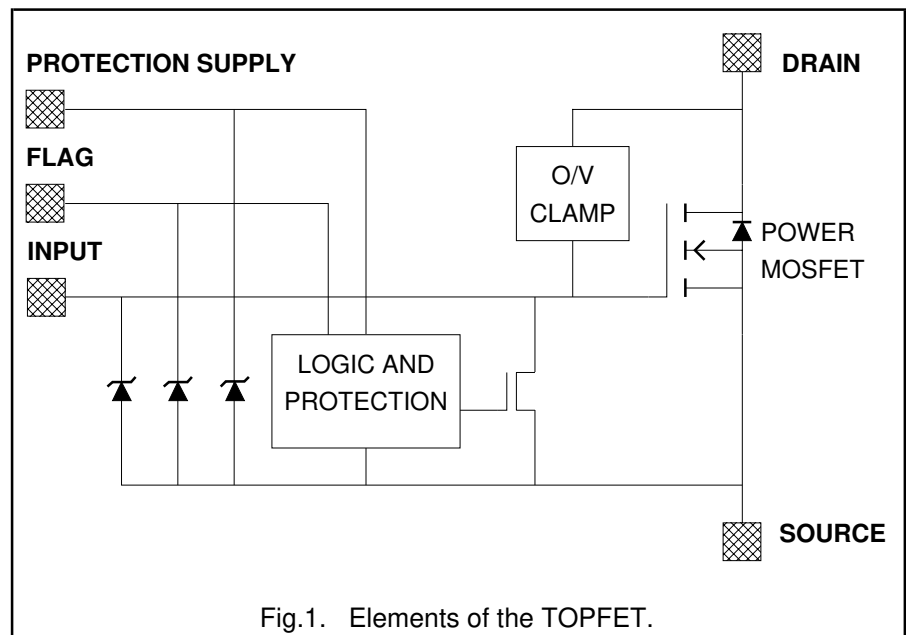 PROTECTION SUPPLY
DRAIN
FLAG
O/V
CLAMP
INPUT
POWER
MOSFET
LOGIC AND
PROTECTION
SOURCE
Fig.1. Elements of the TOPFET.